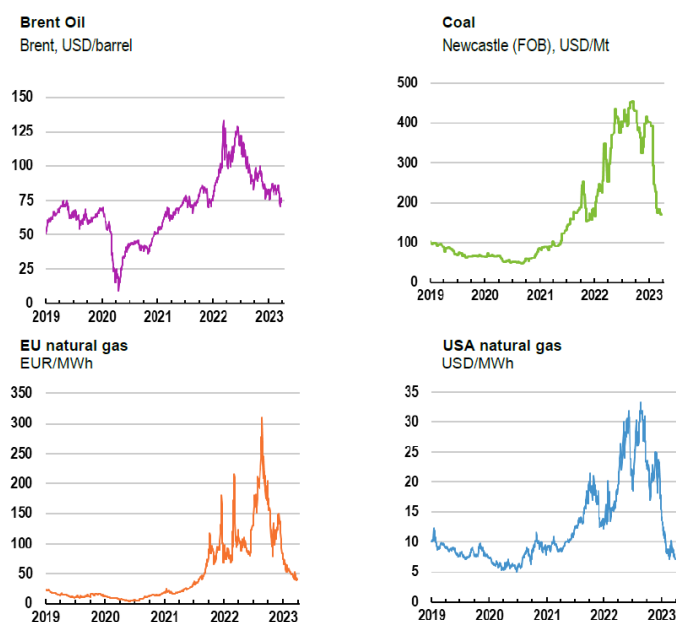 Brent Oil
Brent, USD/barrel
150
125
100
75
50
25
0
2019 2020 2021 2022 2023
Coal
Newcastle (FOB), USD/Mt
500
400
300
200
100
0
2019 2020 2021 2022 2023
EU natural gas
EUR/MWh
350
300
250
200
150
100
50
0
2019 2020 2021 2022 2023
USA natural gas
USD/MWh
35
30
25
20
15
10
5
0
2019 2020 2021 2022 2023